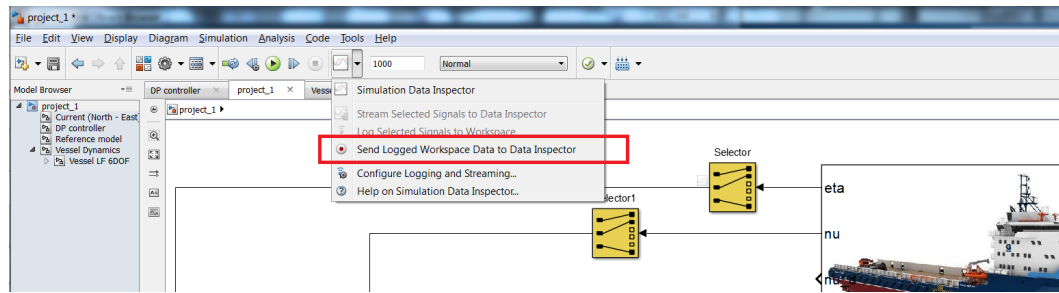 project_1 *
File Edit View Display Diagram Simulation Analysis Code Tools Help
1000 Normal
Model Browser
DP controller project_1 Vess
project_1
Current (North - East
DP controller
Reference model
Vessel Dynamics
Vessel LF 6DOF
project_1
Simulation Data Inspector
Stream Selected Signals to Data Inspector
Log Selected Signals to Workspace
Send Logged Workspace Data to Data Inspector
Configure Logging and Streaming...
Help on Simulation Data Inspector...
Selector
eta
lector1
nu